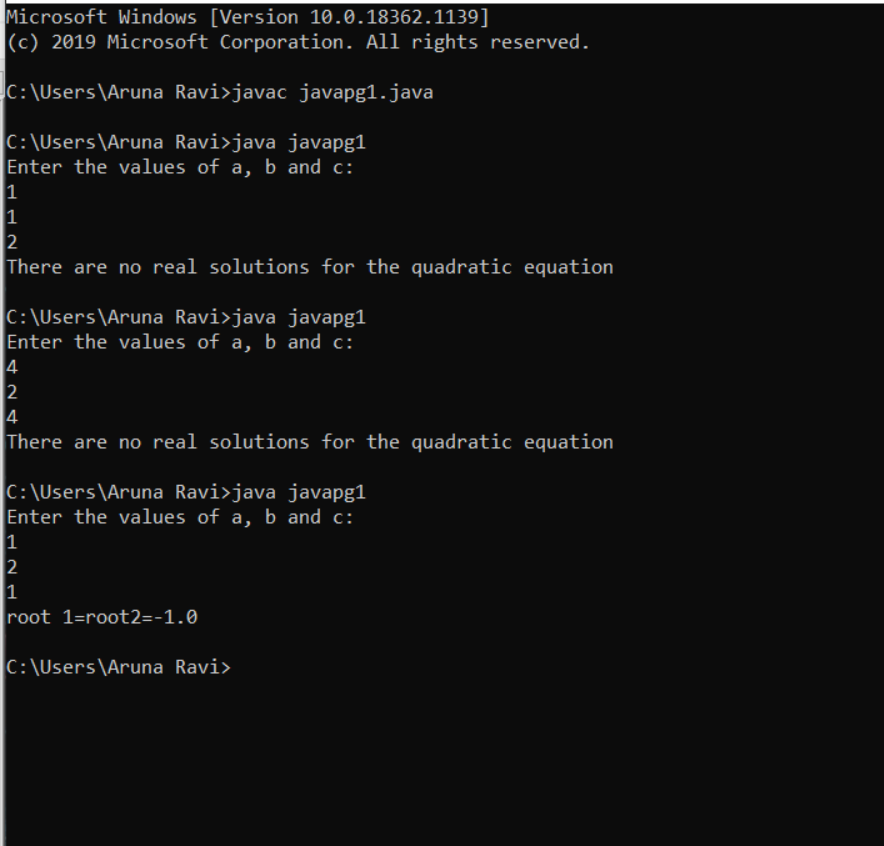 Microsoft Windows [Version 10.0.18362.1139]
(c) 2019 Microsoft Corporation. All rights reserved.
C:\Users\Aruna Ravi>javac javapg1.java
C:\Users\Aruna Ravi>java javapg1
Enter the values of a, b and c:
1
1
2
There are no real solutions for the quadratic equation
C:\Users\Aruna Ravi>java javapg1
Enter the values of a, b and c:
4
2
4
There are no real solutions for the quadratic equation
C:\Users\Aruna Ravi>java javapg1
Enter the values of a, b and c:
1
2
1
root 1=root2=-1.0
C:\Users\Aruna Ravi>